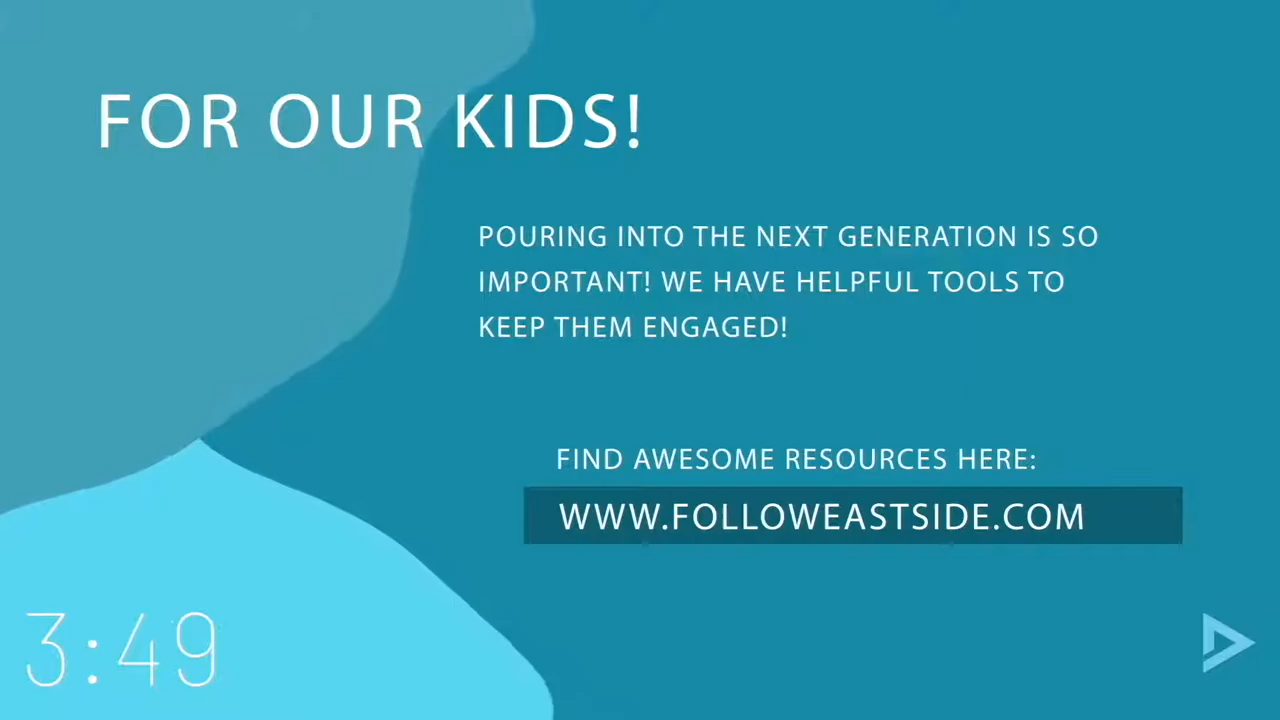 FOR OUR KIDS!
POURING INTO THE NEXT GENERATION IS SO
IMPORTANT! WE HAVE HELPFUL TOOLS TO
KEEP THEM ENGAGED!
FIND AWESOME RESOURCES HERE:
WWW.FOLLOWEASTSIDE.COM
3:49